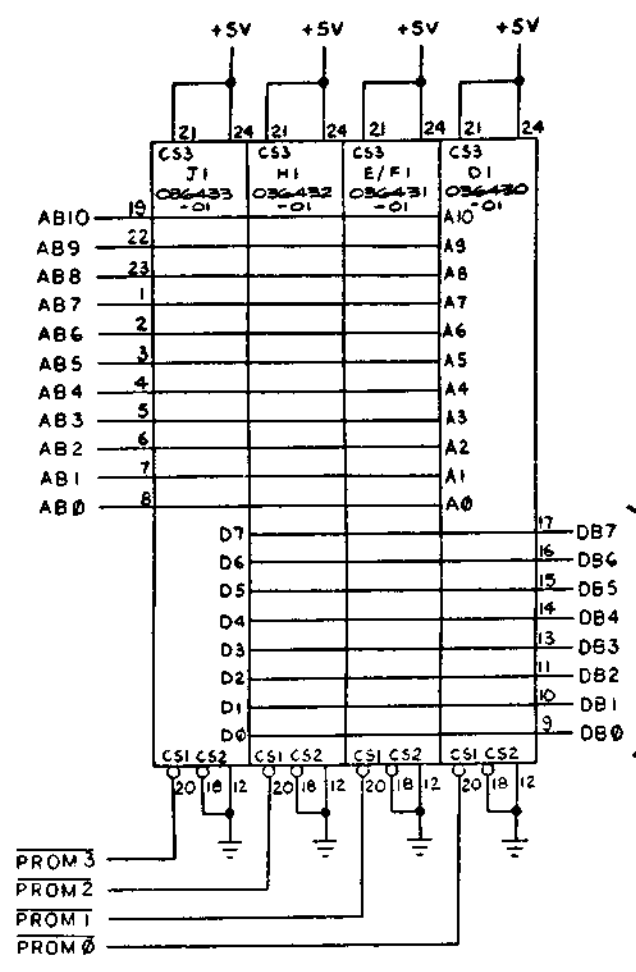 +5V +5V +5V +5V
21 24 21 24 21 24 21 24
CS3 CS3 CS3 CS3
J1 H1 E/F1 D1
036433 036432 036431 036430
-01 -01 -01 -01
AB10 19 A10
AB9 22 A9
AB8 23 A8
AB7 1 A7
AB6 2 A6
AB5 3 A5
AB4 4 A4
AB3 5 A3
AB2 6 A2
AB1 7 A1
ABØ 8 AØ
D7 17 DB7
D6 16 DB6
D5 15 DB5
D4 14 DB4
D3 13 DB3
D2 11 DB2
D1 10 DB1
DØ 9 DBØ
CS1 CS2 CS1 CS2 CS1 CS2 CS1 CS2
20 18 12 20 18 12 20 18 12 20 18 12
PROM3
PROM2
PROM1
PROMØ